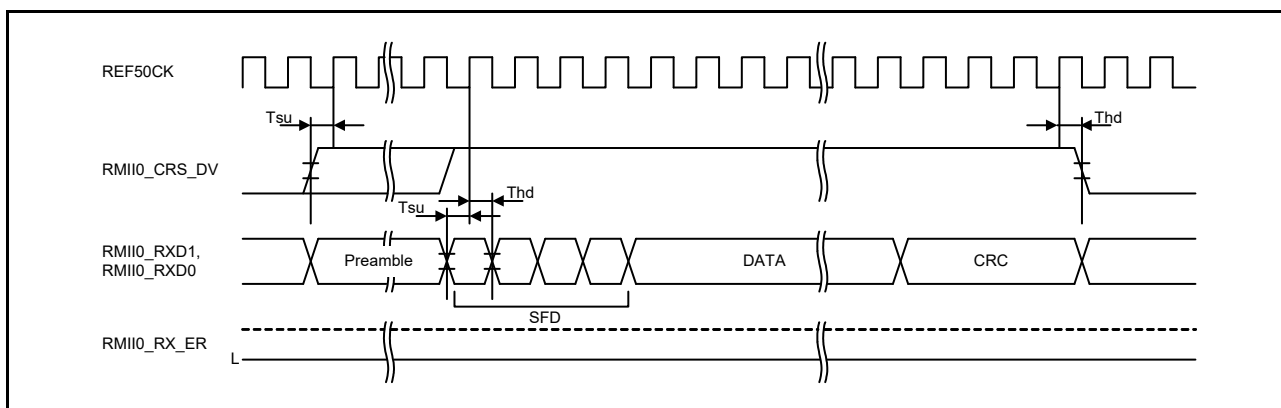 REF50CK
Tsu
Thd
RMII0_CRS_DV
Tsu
Thd
RMII0_RXD1,
RMII0_RXD0
Preamble
DATA
CRC
SFD
RMII0_RX_ER
L